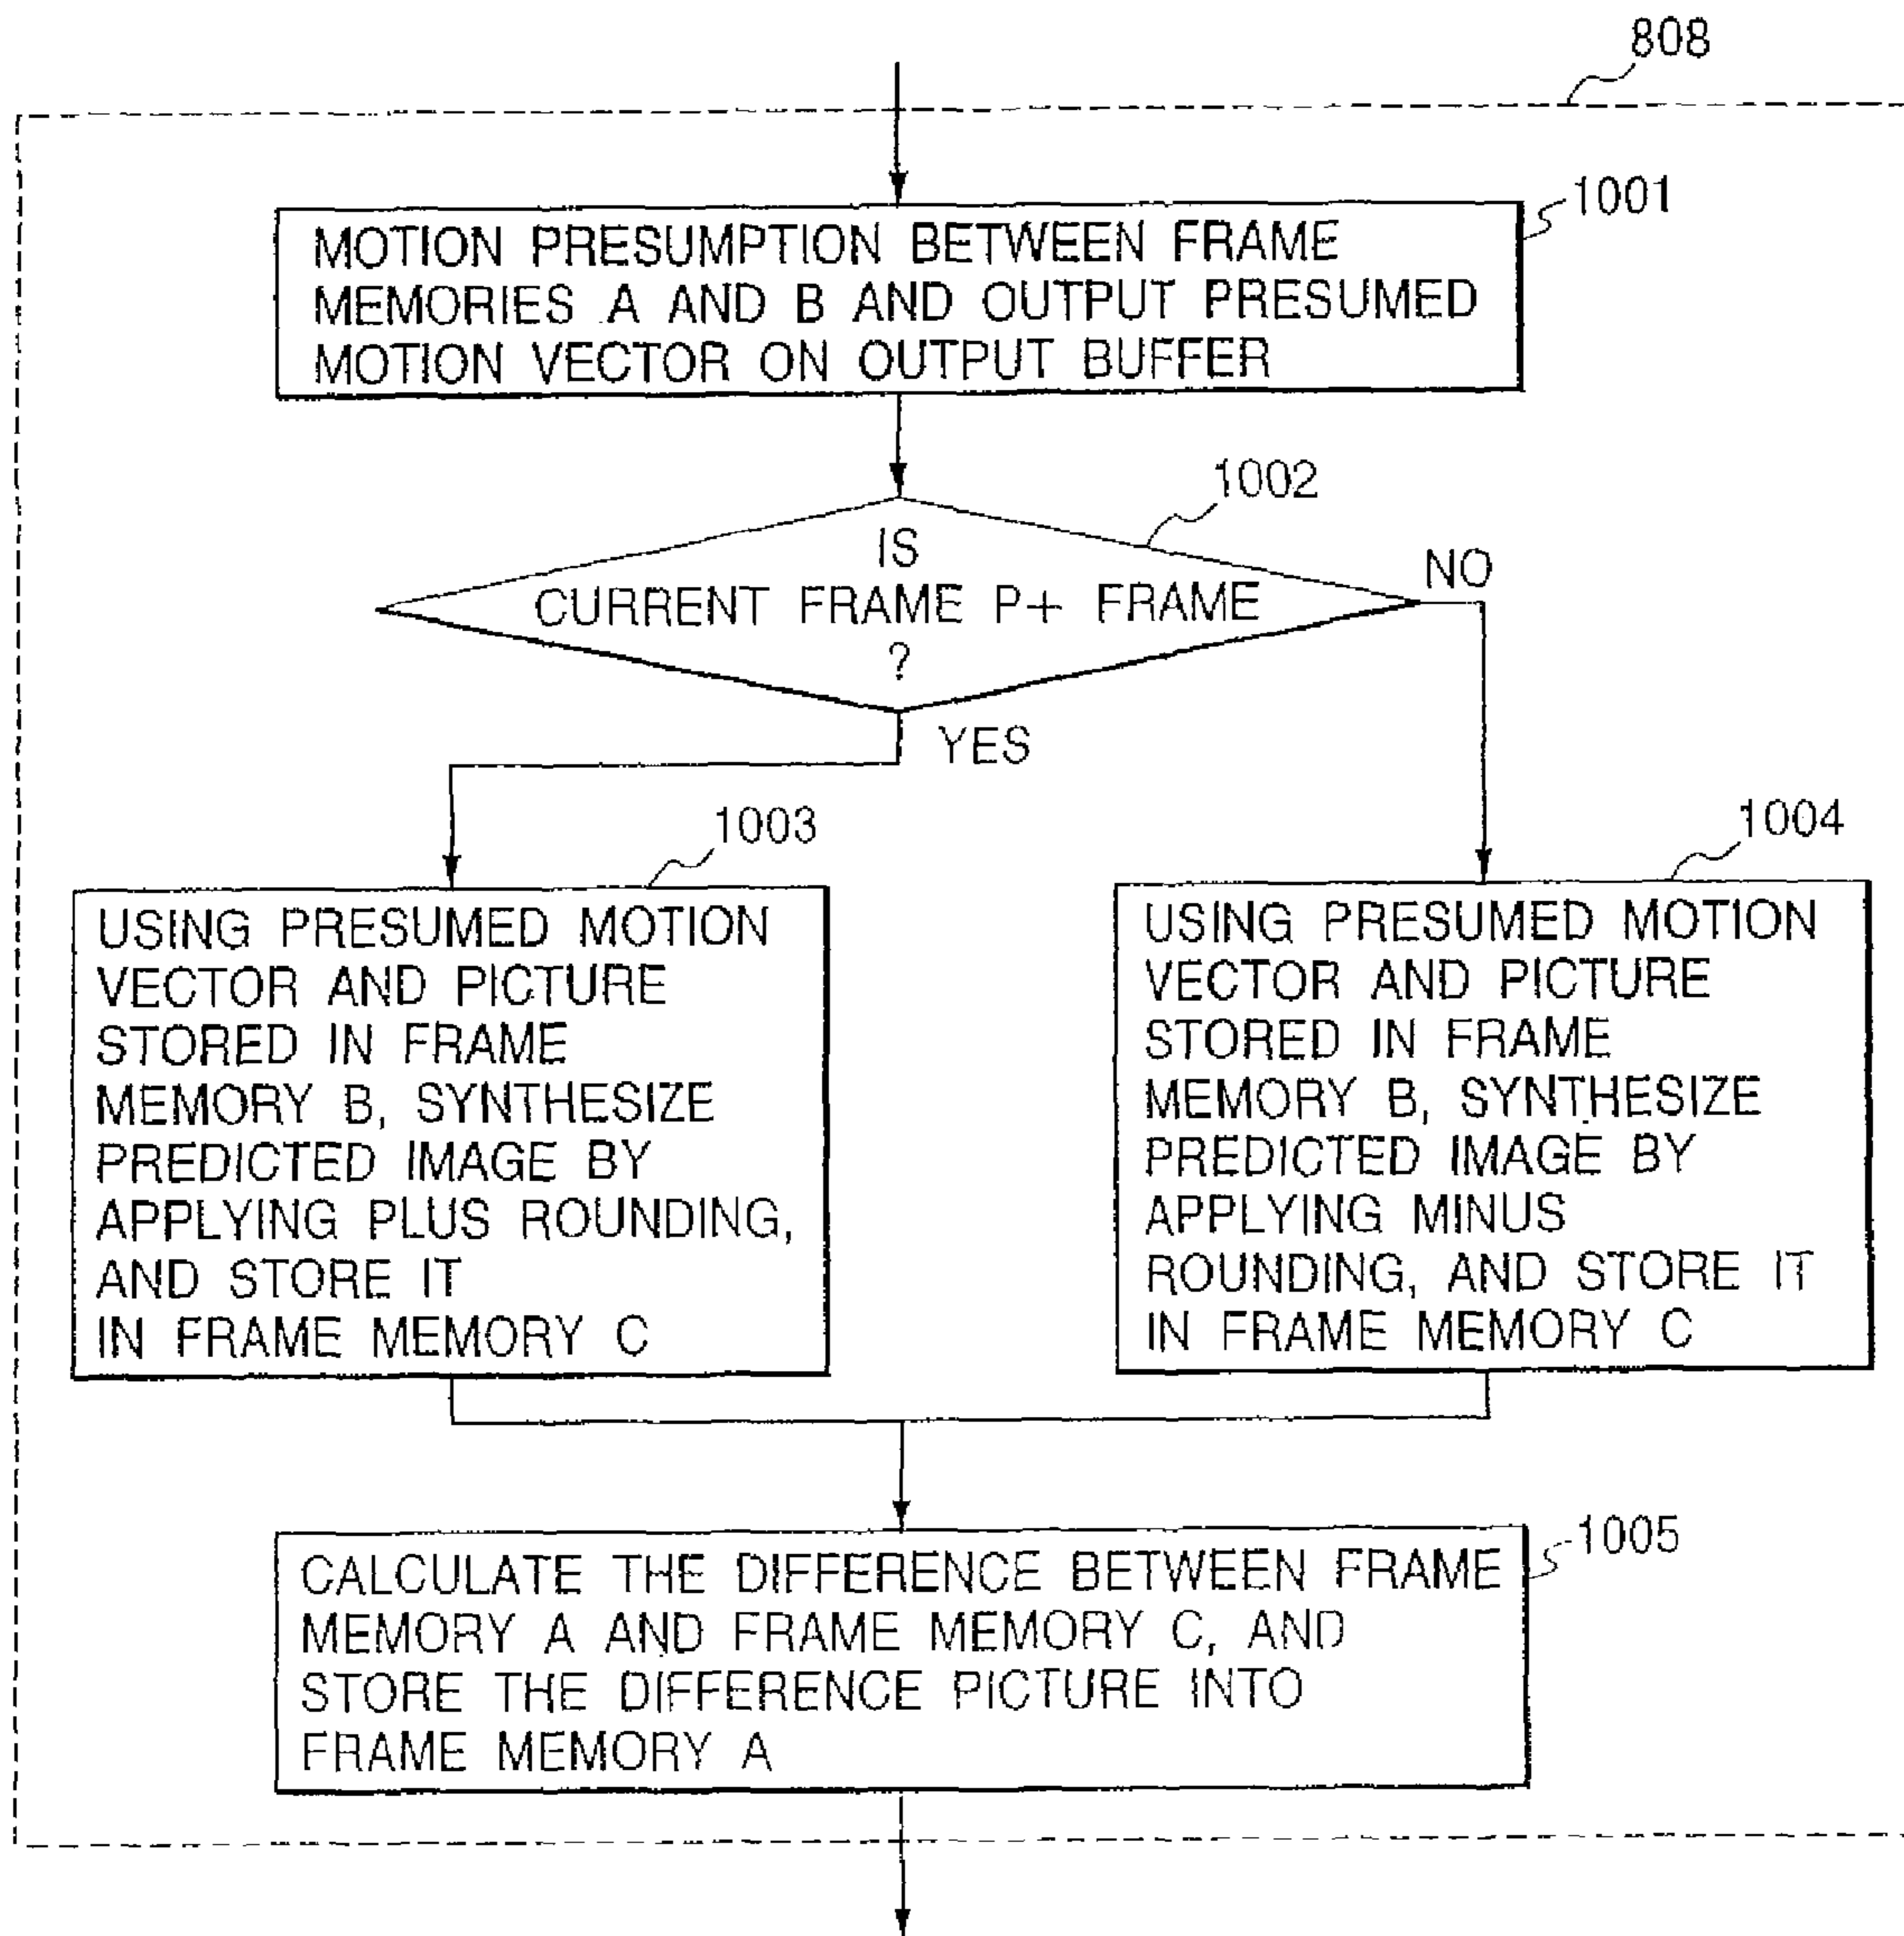 808
1001
MOTION PRESUMPTION BETWEEN FRAME
MEMORIES A AND B AND OUTPUT PRESUMED
MOTION VECTOR ON OUTPUT BUFFER
1002
IS
CURRENT FRAME P+ FRAME
?
NO
YES
1003
USING PRESUMED MOTION
VECTOR AND PICTURE
STORED IN FRAME
MEMORY B, SYNTHESIZE
PREDICTED IMAGE BY
APPLYING PLUS ROUNDING,
AND STORE IT
IN FRAME MEMORY C
1004
USING PRESUMED MOTION
VECTOR AND PICTURE
STORED IN FRAME
MEMORY B, SYNTHESIZE
PREDICTED IMAGE BY
APPLYING MINUS
ROUNDING, AND STORE IT
IN FRAME MEMORY C
1005
CALCULATE THE DIFFERENCE BETWEEN FRAME
MEMORY A AND FRAME MEMORY C, AND
STORE THE DIFFERENCE PICTURE INTO
FRAME MEMORY A